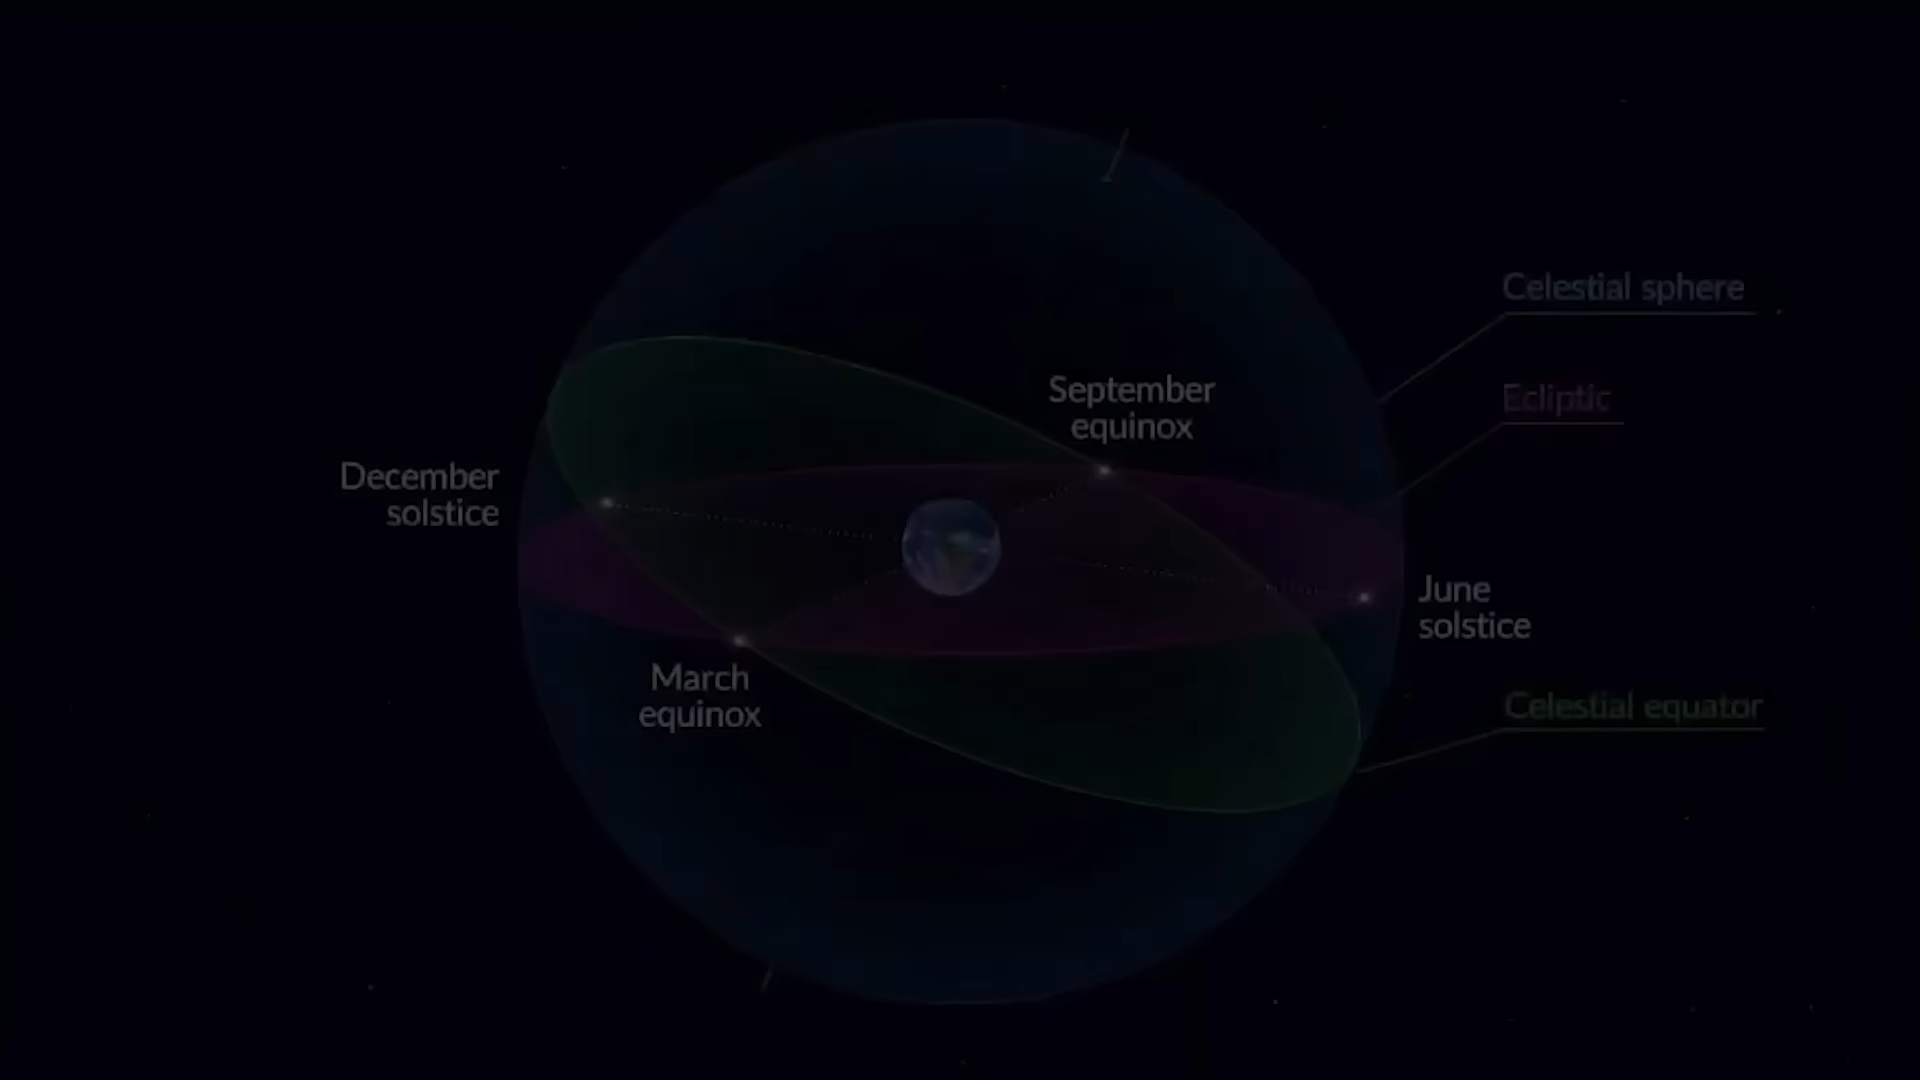 Celestial sphere
Ecliptic
September
equinox
December
solstice
June
solstice
March
equinox
Celestial equator